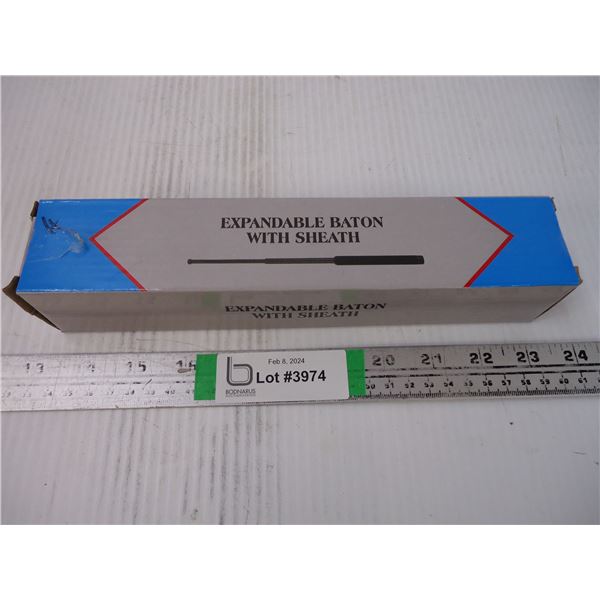 EXPANDABLE BATON
WITH SHEATH
EXPANDABLE BATON
WITH SHEATH
13 14 15 20 21 22 23 24
Feb 8, 2024
b Lot #3974
BODNARUS